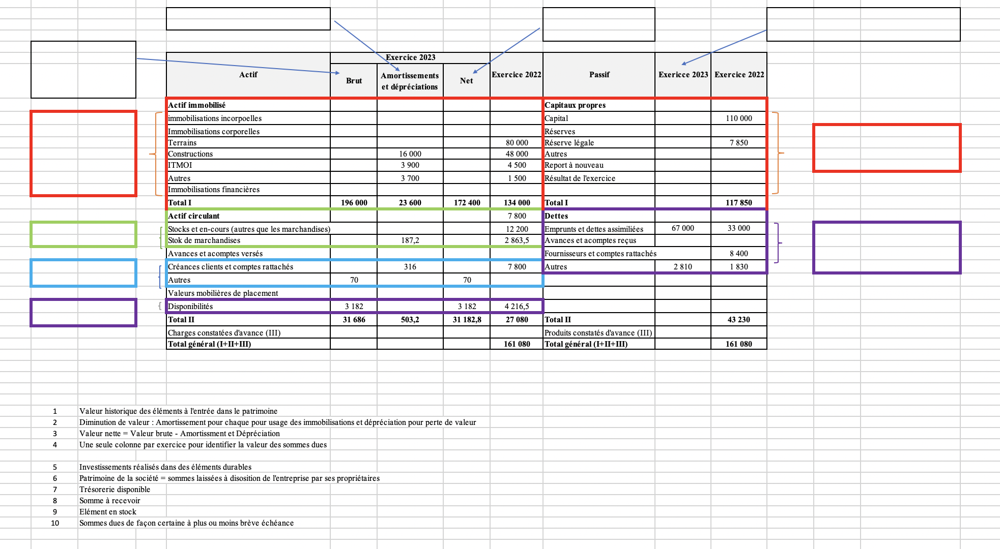 Exercice 2023
Actif Brut Amortissements et dépréciations Net Exercice 2022 Passif Exericce 2023 Exercice 2022
Actif immobilisé Capitaux propres
immobilisations incorpoelles Capital 110 000
Immobilisations corporelles Réserves
Terrains 80 000 Réserve légale 7 850
Constructions 16 000 48 000 Autres
ITMOI 3 900 4 500 Report à nouveau
Autres 3 700 1 500 Résultat de l'exercice
Immobilisations financières
Total I 196 000 23 600 172 400 134 000 Total I 117 850
Actif circulant 7 800 Dettes
Stocks et en-cours (autres que les marchandises) 12 200 Emprunts et dettes assimiliées 67 000 33 000
Stok de marchandises 187,2 2 863,5 Avances et acomptes reçus
Avances et acomptes versés Fournisseurs et comptes rattachés 8 400
Créances clients et comptes rattachés 316 7 800 Autres 2 810 1 830
Autres 70 70
Valeurs mobilières de placement
Disponibilités 3 182 3 182 4 216,5
Total II 31 686 503,2 31 182,8 27 080 Total II 43 230
Charges constatées d'avance (III) Produits constatés d'avance (III)
Total général (I+II+III) 161 080 Total général (I+II+III) 161 080
1 Valeur historique des éléments à l'entrée dans le patrimoine
2 Diminution de valeur : Amortissement pour chaque pour usage des immobilisations et dépréciation pour perte de valeur
3 Valeur nette = Valeur brute - Amortissment et Dépréciation
4 Une seule colonne par exercice pour identifier la valeur des sommes dues
5 Investissements réalisés dans des éléments durables
6 Patrimoine de la société = sommes laissées à disosition de l'entreprise par ses propriétaires
7 Trésorerie disponible
8 Somme à recevoir
9 Elément en stock
10 Sommes dues de façon certaine à plus ou moins brève échéance